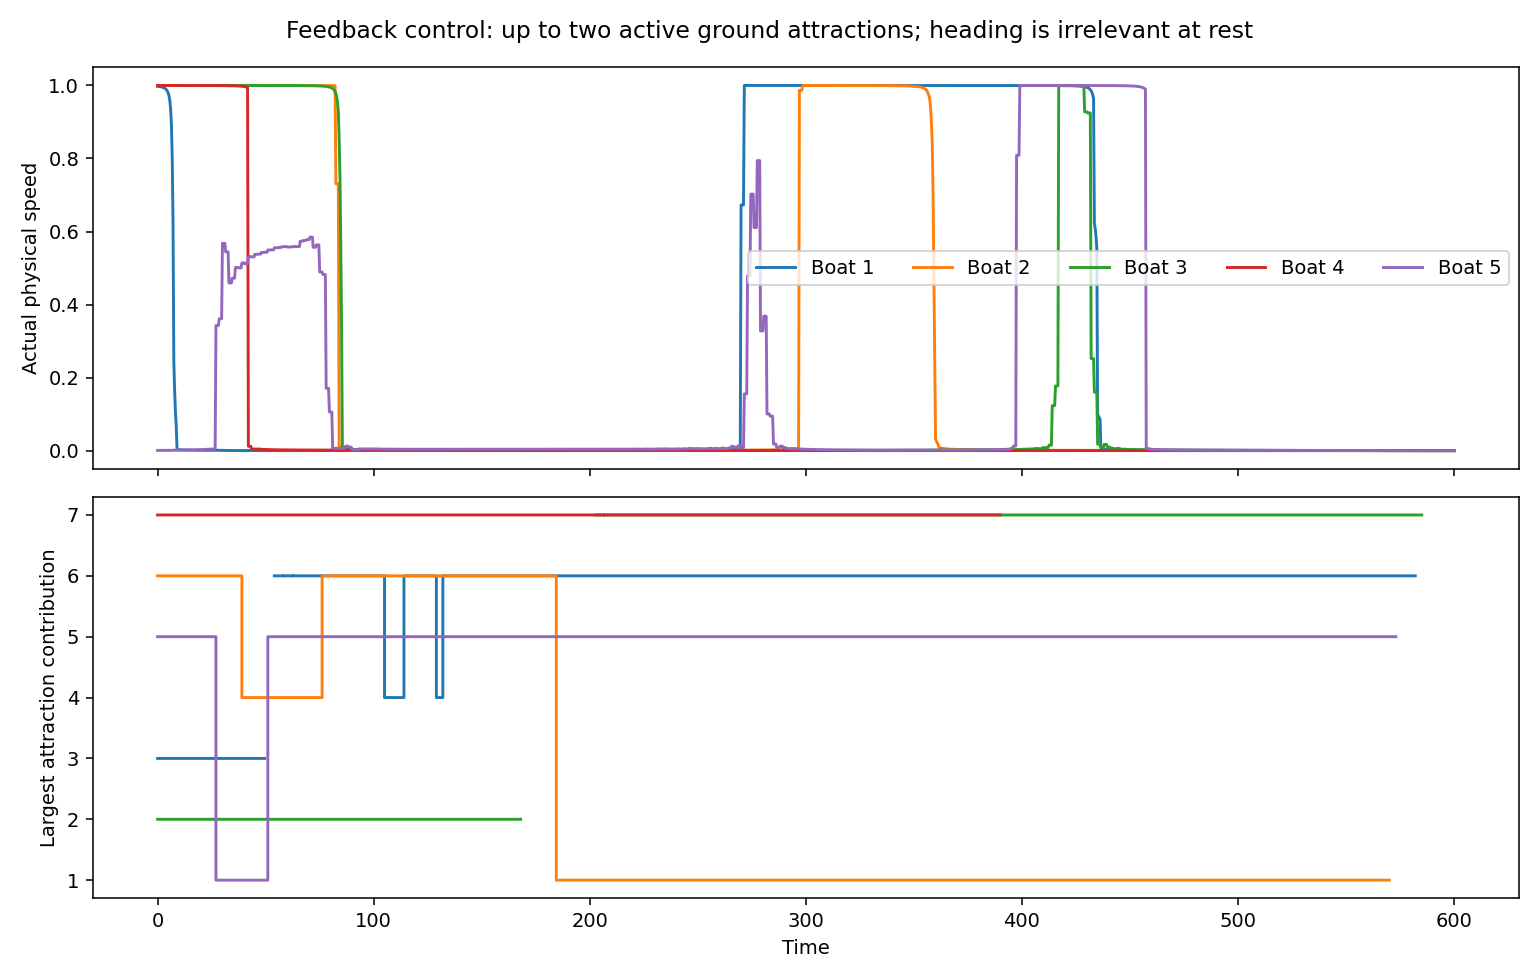 Feedback control: up to two active ground attractions; heading is irrelevant at rest
Actual physical speed
1.0
0.8
0.6
0.4
0.2
0.0
Boat 1 Boat 2 Boat 3 Boat 4 Boat 5
Largest attraction contribution
7
6
5
4
3
2
1
0 100 200 300 400 500 600
Time